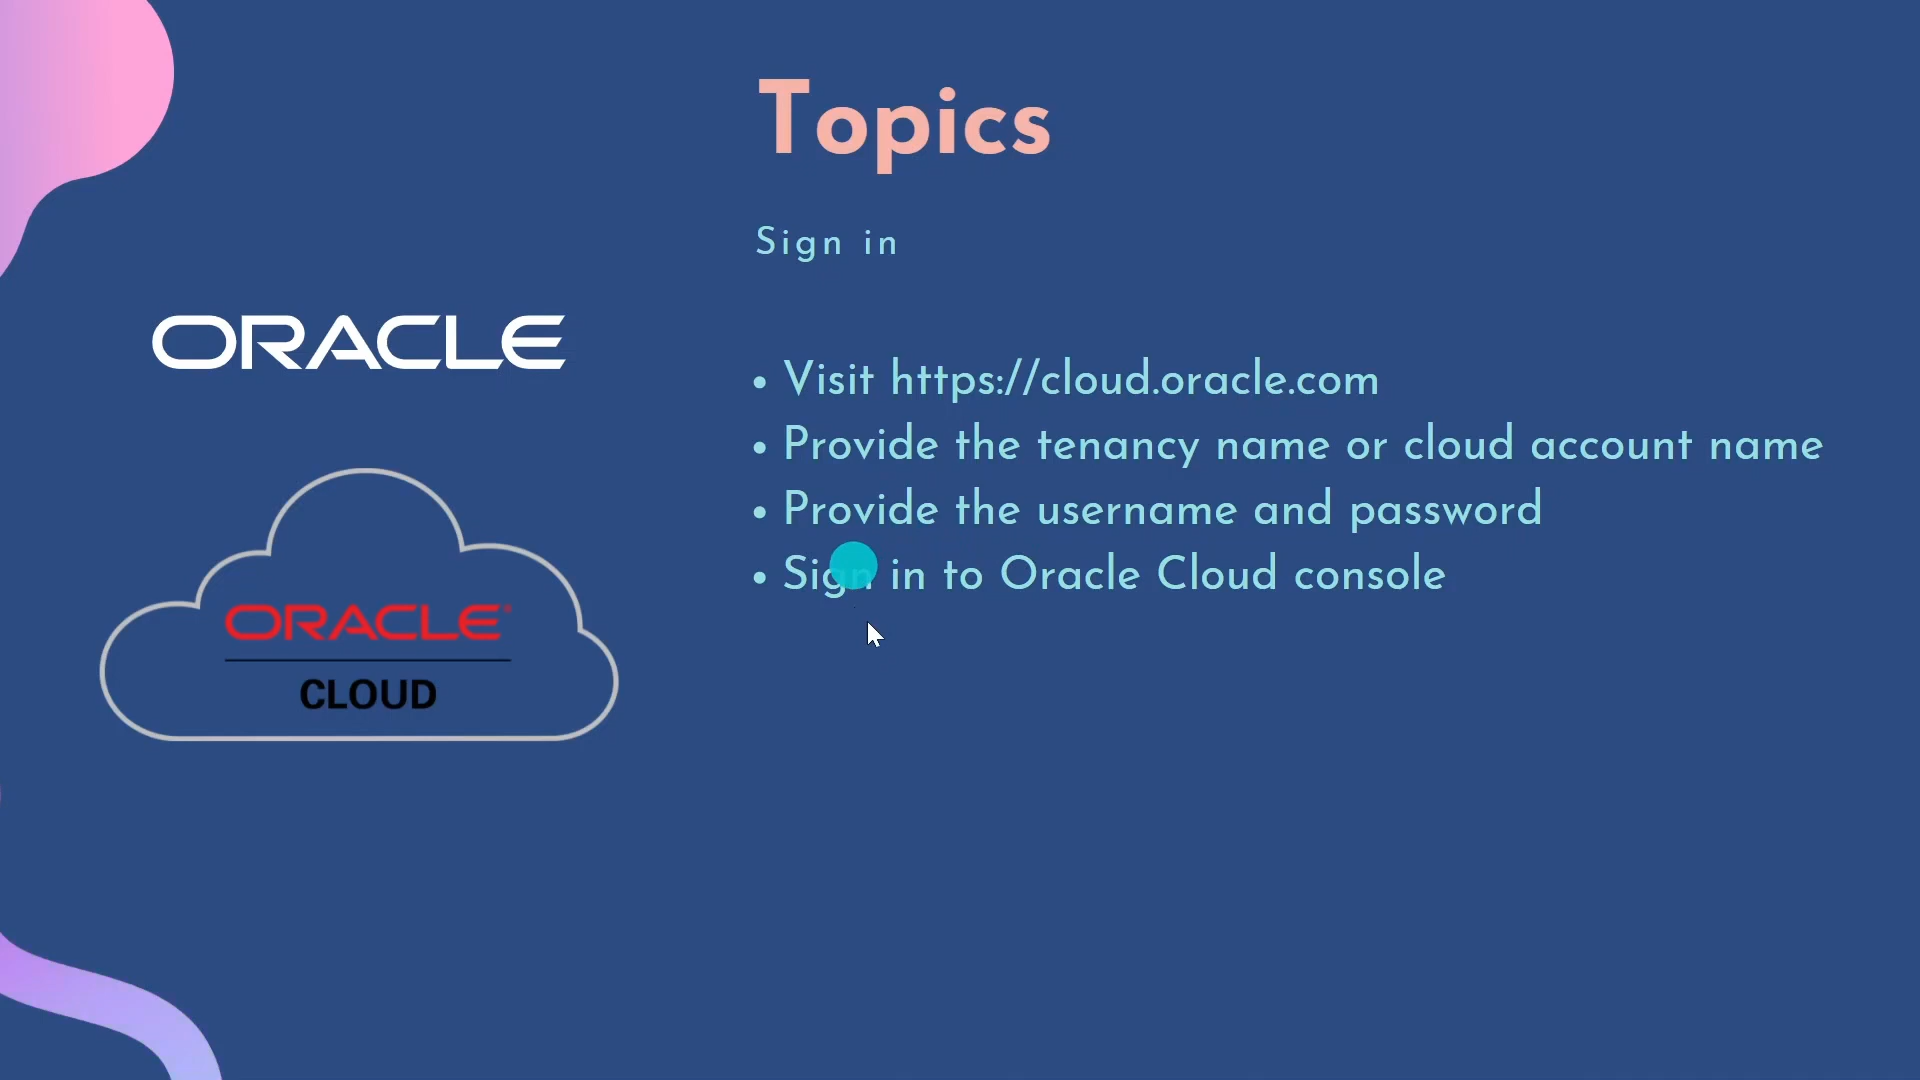 Topics
Sign in
ORACLE
• Visit https://cloud.oracle.com
• Provide the tenancy name or cloud account name
• Provide the username and password
• Sign in to Oracle Cloud console
ORACLE
CLOUD